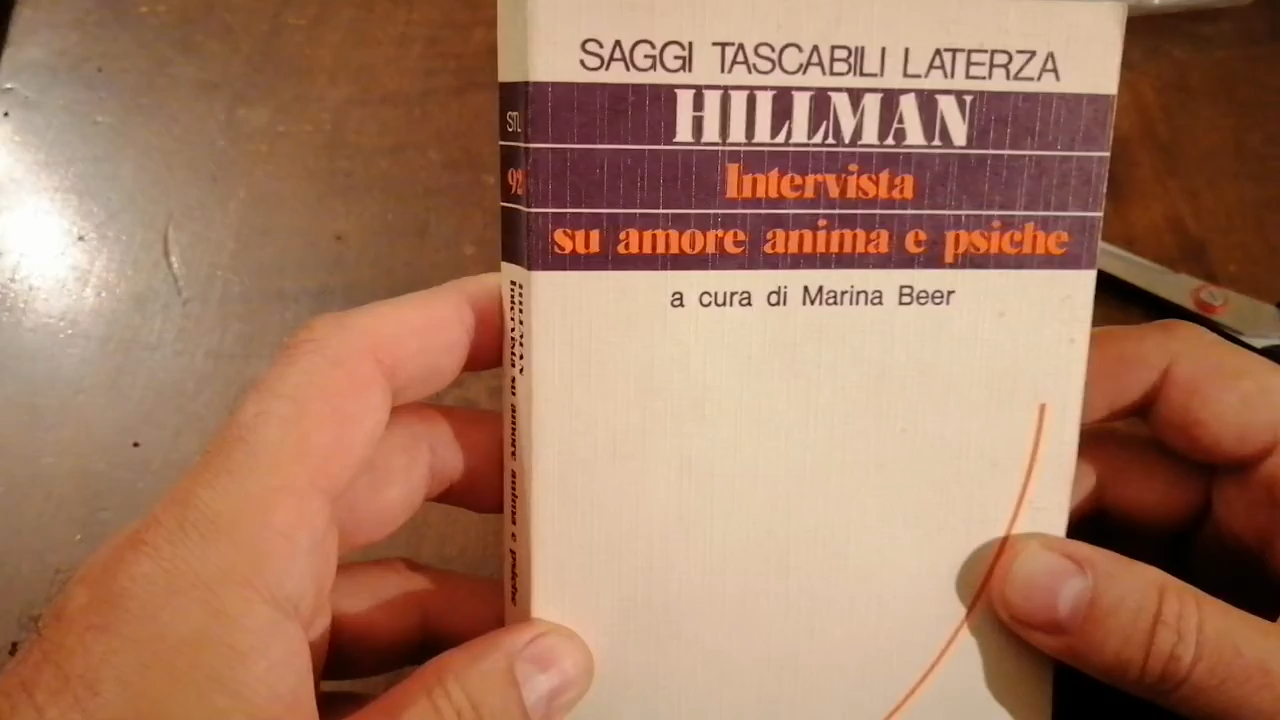 SAGGI TASCABILI LATERZA
HILLMAN
Intervista
su amore anima e psiche
a cura di Marina Beer
STL
92
HILLMAN
Intervista su amore anima e psiche